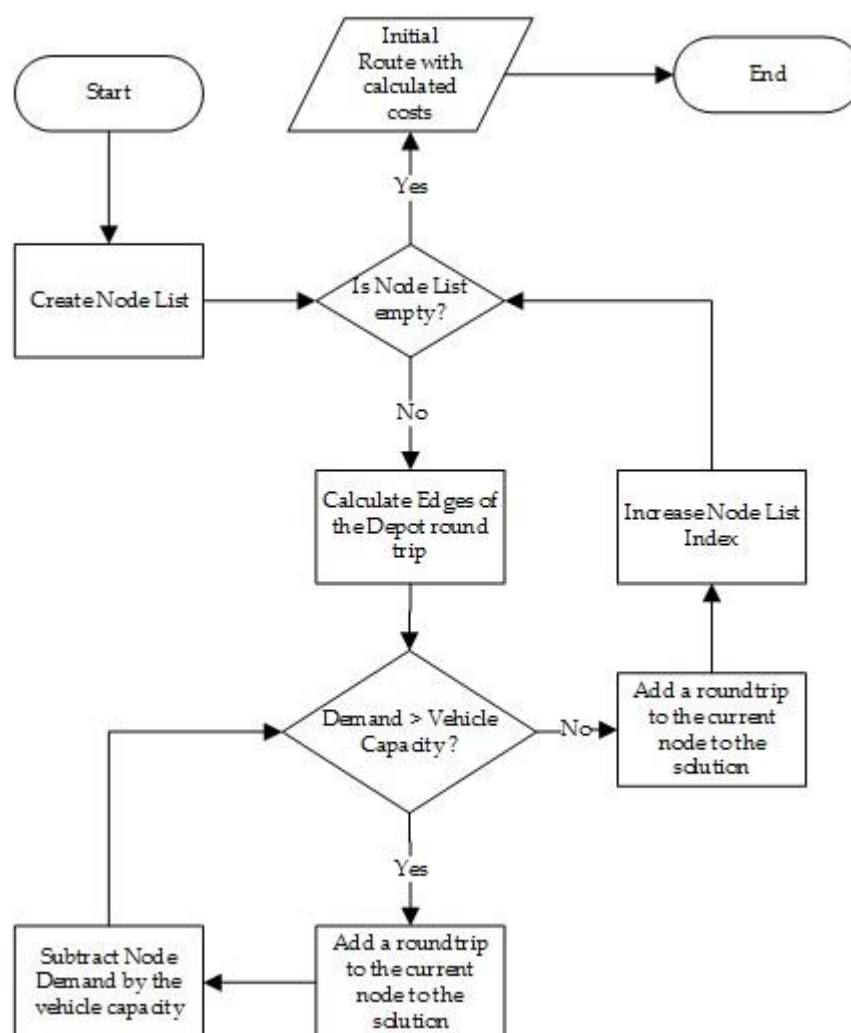 Start
Initial
Route with
calculated
costs
End
Yes
Create Node List
Is Node List
empty?
No
Calculate Edges of
the Depot round
trip
Increase Node List
Index
Demand > Vehicle
Capacity?
No
Add a roundtrip
to the current
node to the
solution
Yes
Subtract Node
Demand by the
vehicle capacity
Add a roundtrip
to the current
node to the
solution